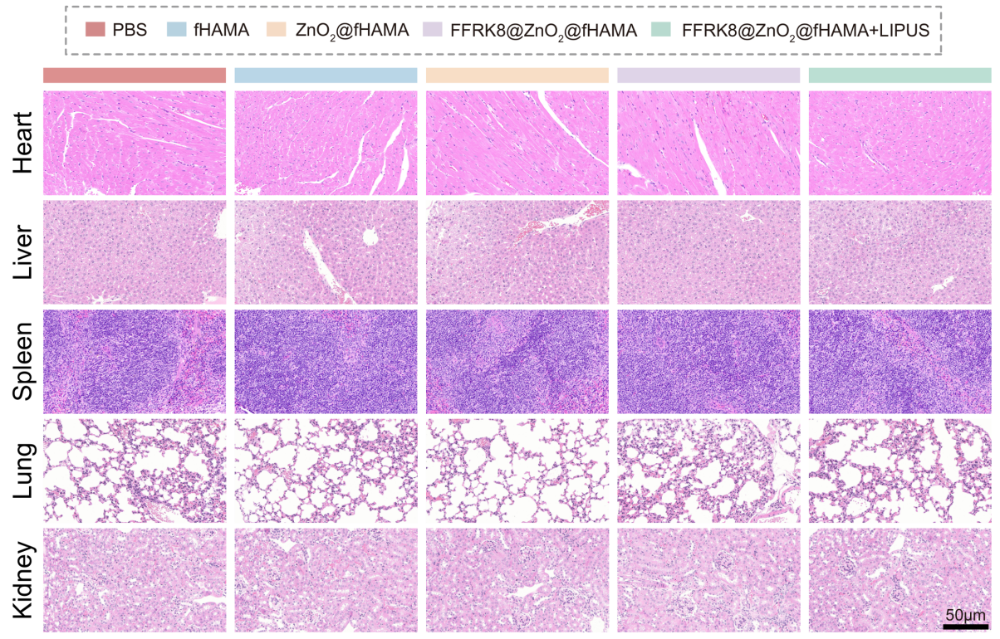 PBS fHAMA ZnO₂@fHAMA FFRK8@ZnO₂@fHAMA FFRK8@ZnO₂@fHAMA+LIPUS
Heart
Liver
Spleen
Lung
Kidney
50μm